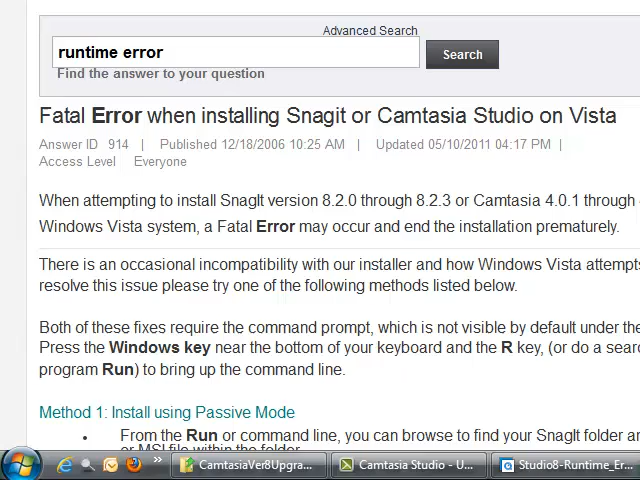 Advanced Search
runtime error
Search
Find the answer to your question
Fatal Error when installing Snagit or Camtasia Studio on Vista
Answer ID 914 | Published 12/18/2006 10:25 AM | Updated 05/10/2011 04:17 PM |
Access Level Everyone
When attempting to install SnagIt version 8.2.0 through 8.2.3 or Camtasia 4.0.1 through
Windows Vista system, a Fatal Error may occur and end the installation prematurely.
There is an occasional incompatibility with our installer and how Windows Vista attempts
resolve this issue please try one of the following methods listed below.
Both of these fixes require the command prompt, which is not visible by default under the
Press the Windows key near the bottom of your keyboard and the R key, (or do a sear
program Run) to bring up the command line.
Method 1: Install using Passive Mode
• From the Run or command line, you can browse to find your SnagIt folder a
or MSI file within the folder
» CamtasiaVer8Upgra... Camtasia Studio - U... Studio8-Runtime_Er...